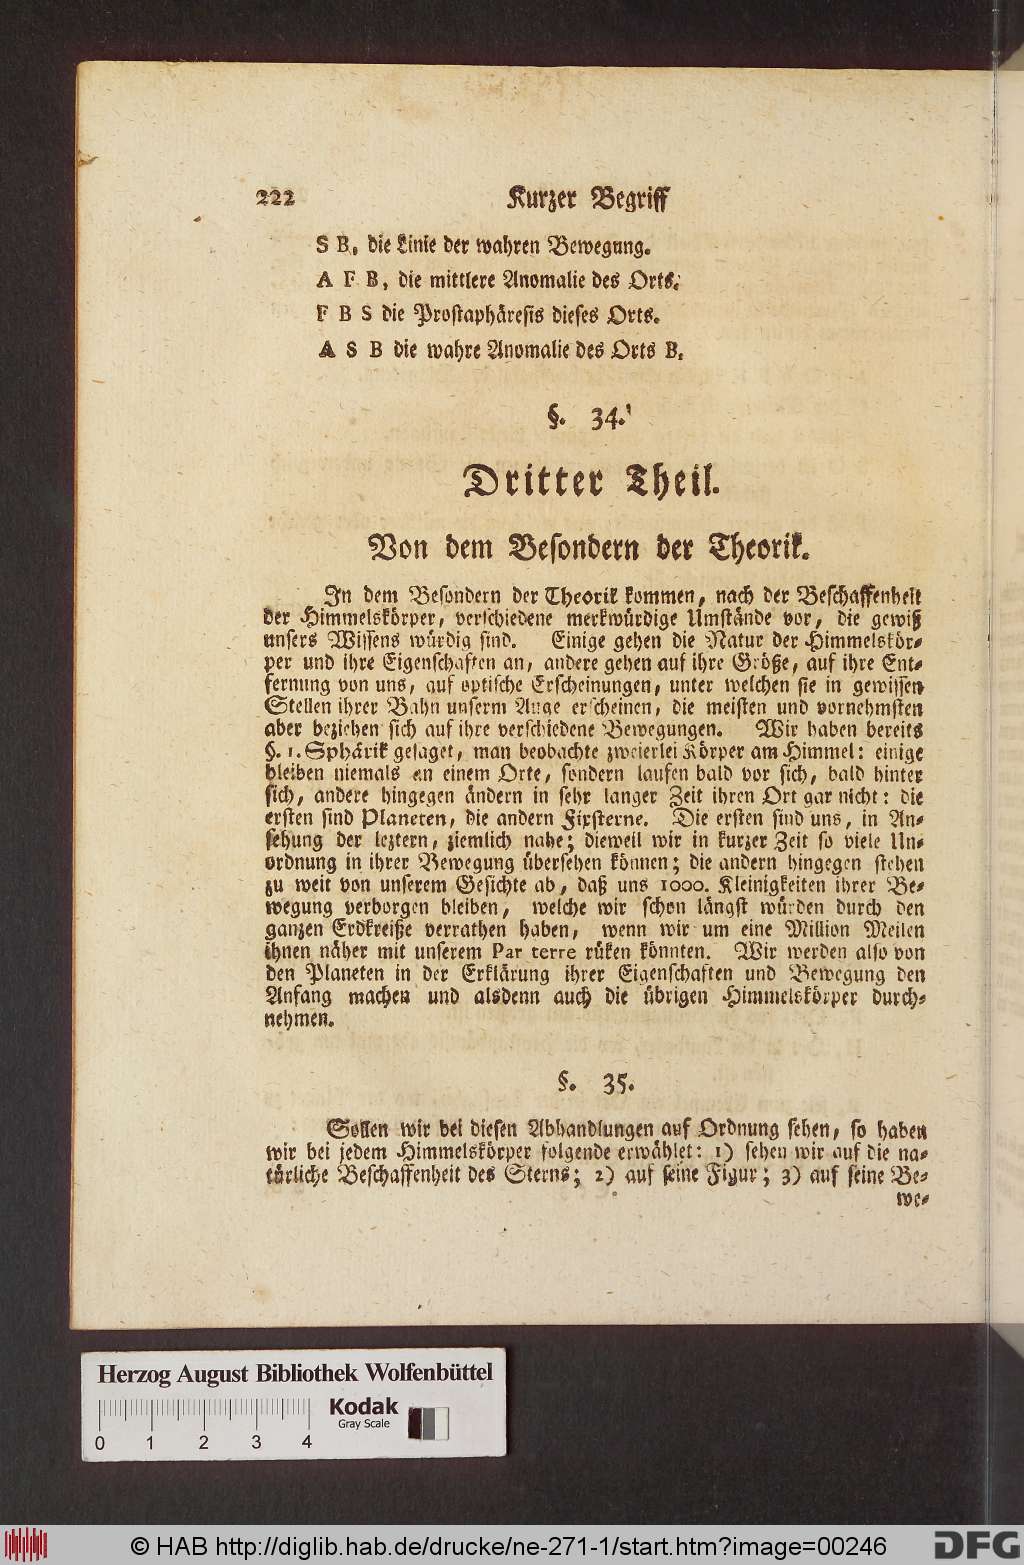 222 Kurzer Begriff
S B, die Linie der wahren Bewegung.
A F B, die mittlere Anomalie des Orts.
F B S die Prostaphäresis dieses Orts.
A S B die wahre Anomalie des Orts B.
§. 34.
Dritter Theil.
Von dem Besondern der Theorik.
In dem Besondern der Theorik kommen, nach der Beschaffenheit
der Himmelskörper, verschiedene merkwürdige Umstände vor, die gewiß
unsers Wissens würdig sind. Einige gehen die Natur der Himmelskör-
per und ihre Eigenschaften an, andere gehen auf ihre Größe, auf ihre Ent-
fernung von uns, auf optische Erscheinungen, unter welchen sie in gewissen
Stellen ihrer Bahn unserm Auge erscheinen, die meisten und vornehmsten
aber beziehen sich auf ihre verschiedene Bewegungen. Wir haben bereits
§. 1. Sphärik gesaget, man beobachte zweierlei Körper am Himmel: einige
bleiben niemals an einem Orte, sondern laufen bald vor sich, bald hinter
sich, andere hingegen ändern in sehr langer Zeit ihren Ort gar nicht: die
ersten sind Planeten, die andern Fixsterne. Die ersten sind uns, in An-
sehung der leztern, ziemlich nahe; dieweil wir in kurzer Zeit so viele Un-
ordnung in ihrer Bewegung übersehen können; die andern hingegen stehen
zu weit von unserem Gesichte ab, daß uns 1000. Kleinigkeiten ihrer Be-
wegung verborgen bleiben, welche wir schon längst würden durch den
ganzen Erdkreiße verrathen haben, wenn wir um eine Million Meilen
ihnen näher mit unserem Par terre rüken könnten. Wir werden also von
den Planeten in der Erklärung ihrer Eigenschaften und Bewegung den
Anfang machen und alsdenn auch die übrigen Himmelskörper durch-
nehmen.
§. 35.
Sollen wir bei diesen Abhandlungen auf Ordnung sehen, so haben
wir bei jedem Himmelskörper folgende erwählet: 1) sehen wir auf die na-
türliche Beschaffenheit des Sterns; 2) auf seine Figur; 3) auf seine Be-
we-
Herzog August Bibliothek Wolfenbüttel
Kodak
Gray Scale
0 1 2 3 4
© HAB http://diglib.hab.de/drucke/ne-271-1/start.htm?image=00246
DFG